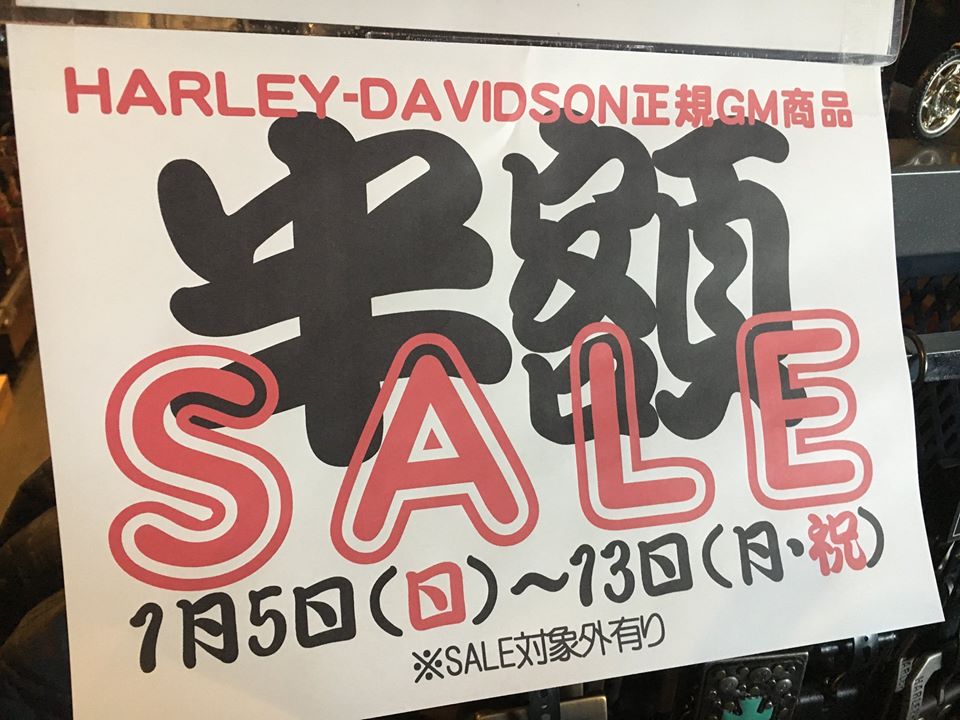 HARLEY-DAVIDSON正規GM商品
半額
SALE
1月5日(日)~13日(月・祝)
※SALE対象外有り